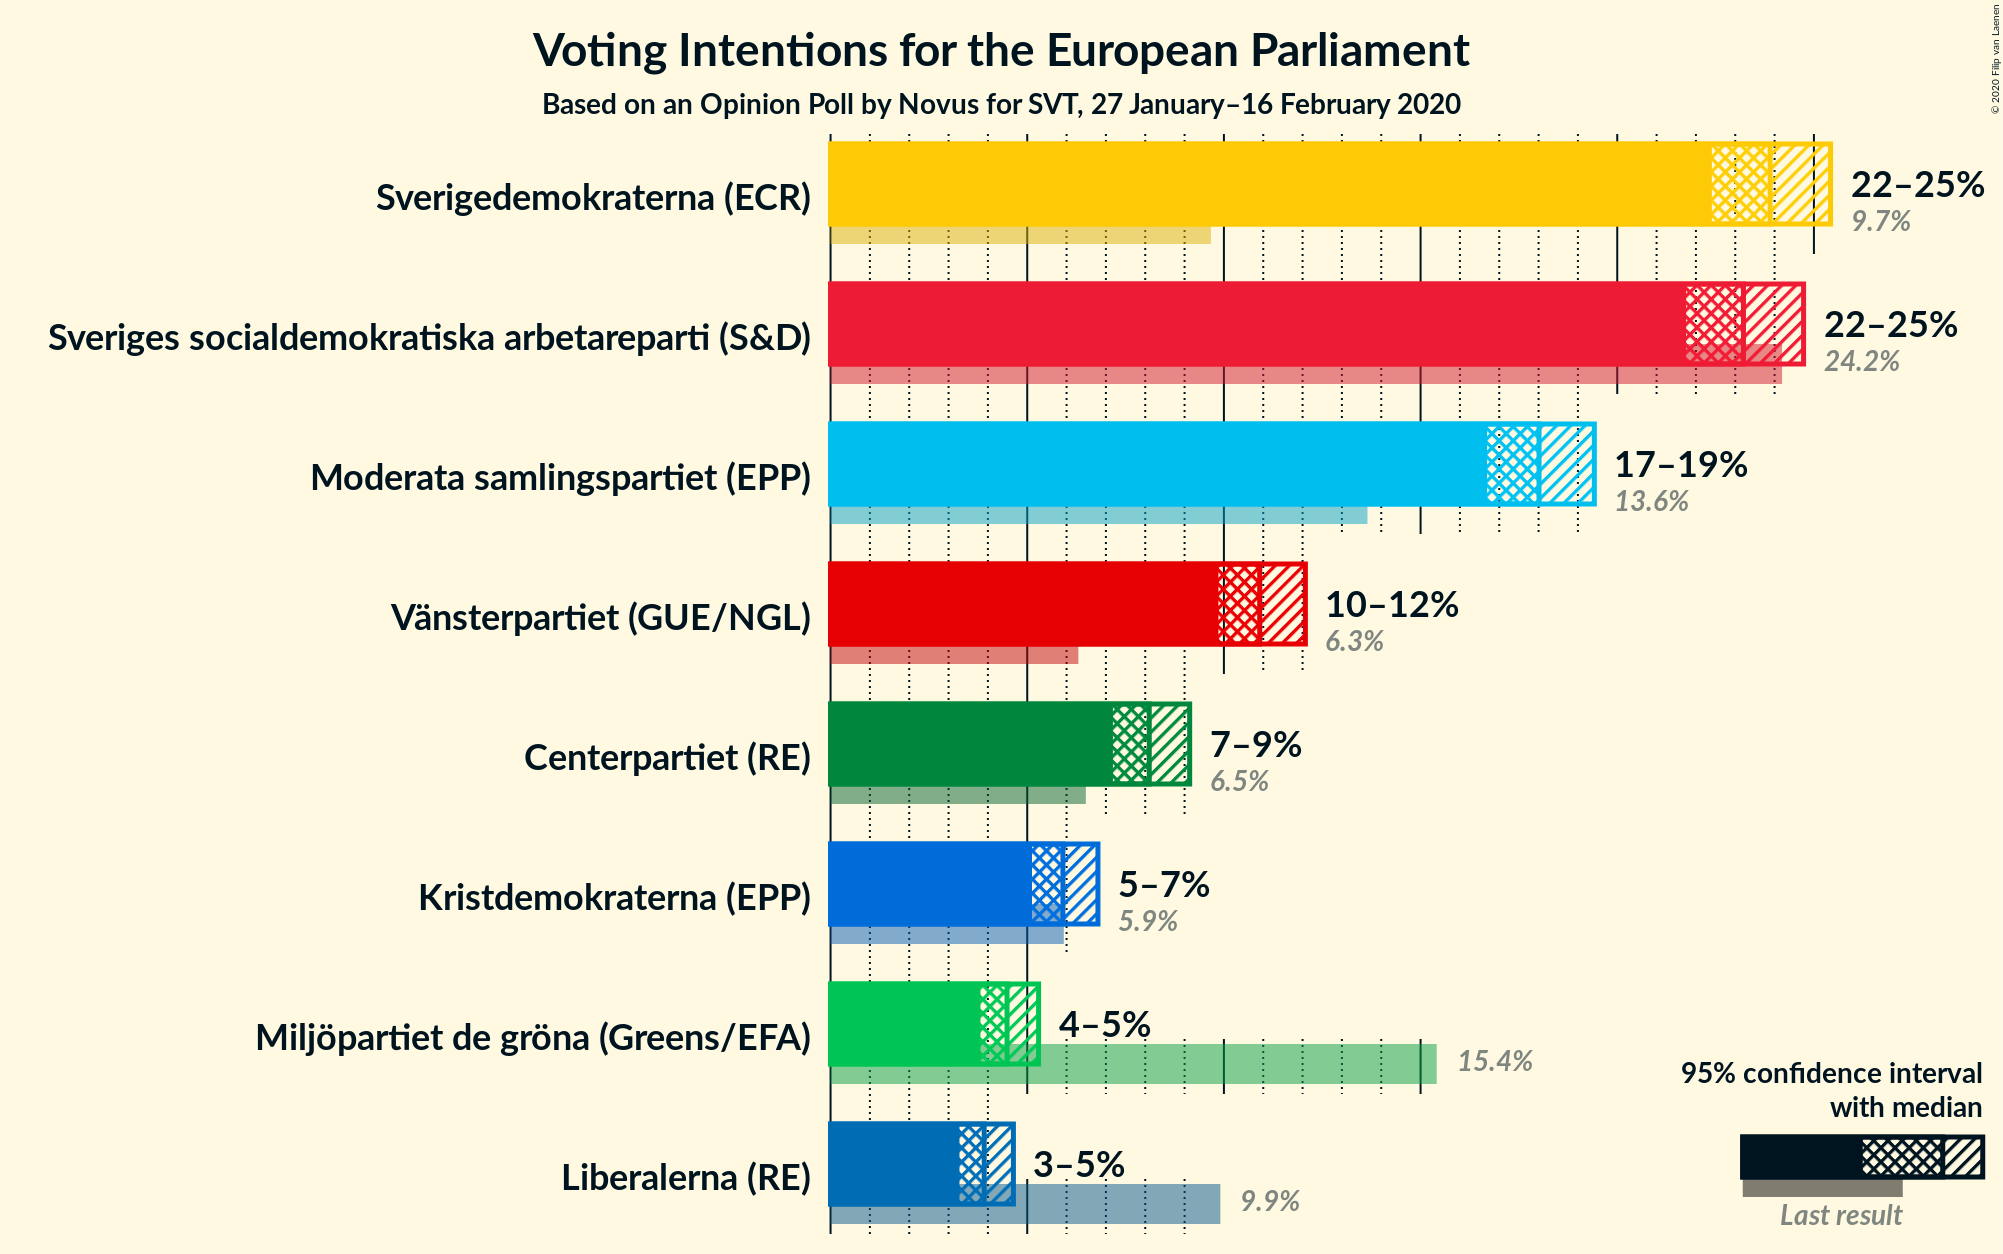 Voting Intentions for the European Parliament
Based on an Opinion Poll by Novus for SVT, 27 January–16 February 2020
© 2020 Filip van Laenen
Sverigedemokraterna (ECR)
22–25%
9.7%
Sveriges socialdemokratiska arbetareparti (S&D)
22–25%
24.2%
Moderata samlingspartiet (EPP)
17–19%
13.6%
Vänsterpartiet (GUE/NGL)
10–12%
6.3%
Centerpartiet (RE)
7–9%
6.5%
Kristdemokraterna (EPP)
5–7%
5.9%
Miljöpartiet de gröna (Greens/EFA)
4–5%
15.4%
Liberalerna (RE)
3–5%
9.9%
95% confidence interval
with median
Last result